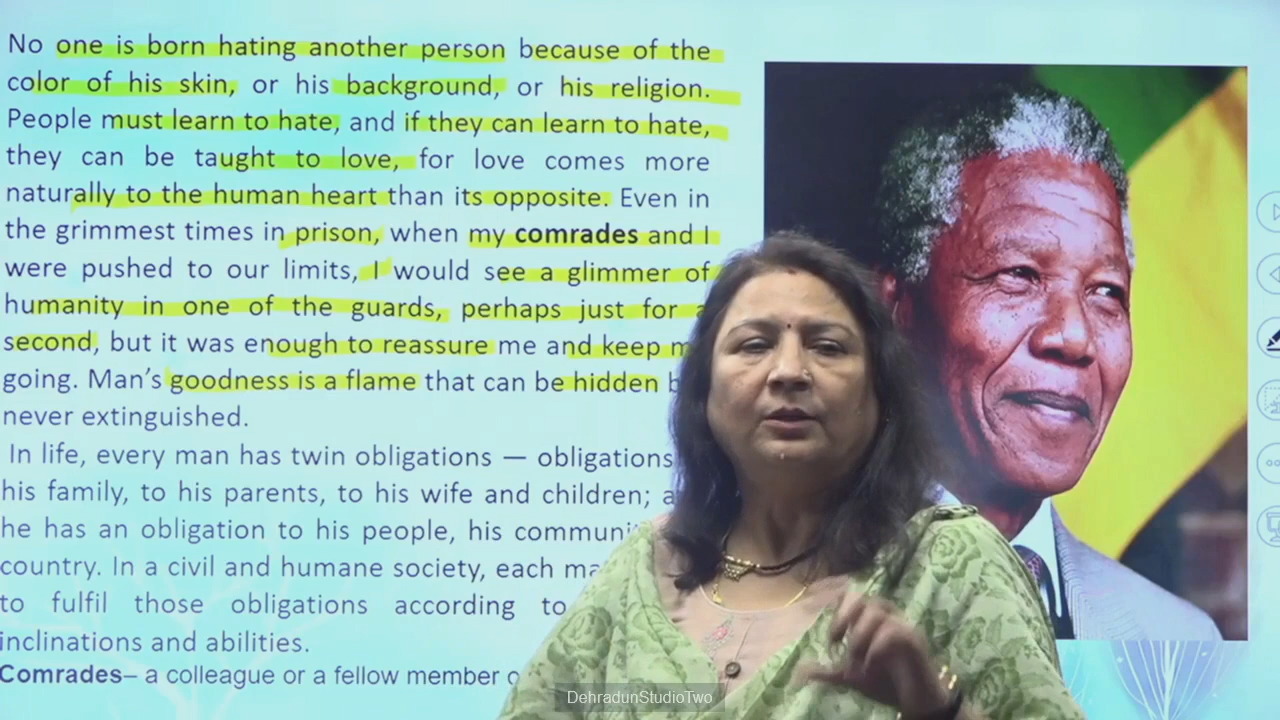 No one is born hating another person because of the
color of his skin, or his background, or his religion.
People must learn to hate, and if they can learn to hate,
they can be taught to love, for love comes more
naturally to the human heart than its opposite. Even in
the grimmest times in prison, when my comrades and I
were pushed to our limits, I would see a glimmer of
humanity in one of the guards, perhaps just for a
second, but it was enough to reassure me and keep
going. Man's goodness is a flame that can be hidden
never extinguished.
In life, every man has twin obligations — obligations
his family, to his parents, to his wife and children;
he has an obligation to his people, his
country. In a civil and humane society, each
to fulfil those obligations according to
inclinations and abilities.
Comrades– a colleague or a fellow member
DehradunStudioTwo